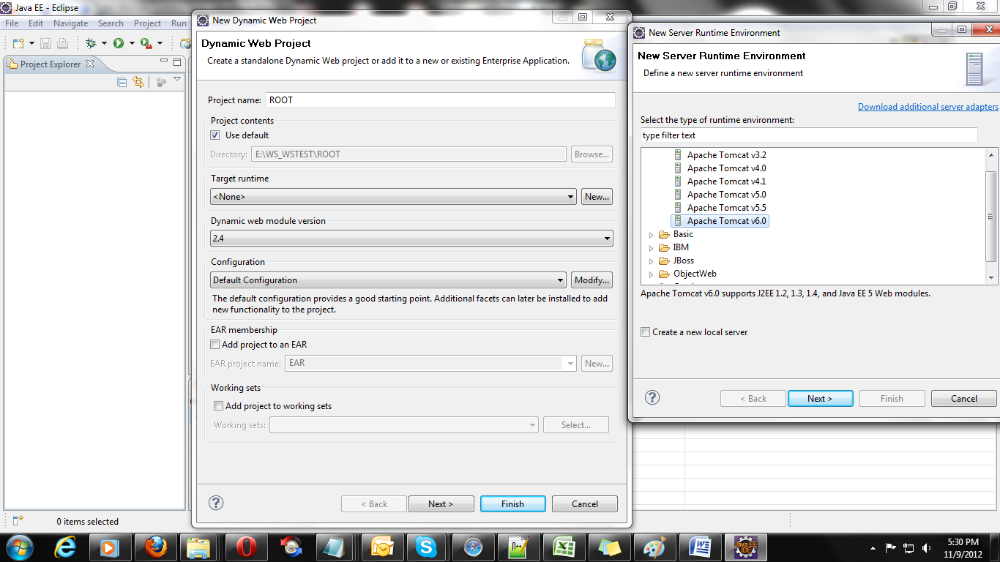 Java EE - Eclipse
File Edit Navigate Search Project Run
Project Explorer
0 items selected
New Dynamic Web Project
Dynamic Web Project
Create a standalone Dynamic Web project or add it to a new or existing Enterprise Application.
Project name: ROOT
Project contents
Use default
Directory: E:\WS_WSTEST\ROOT Browse...
Target runtime
<None> New...
Dynamic web module version
2.4
Configuration
Default Configuration Modify...
The default configuration provides a good starting point. Additional facets can later be installed to add
new functionality to the project.
EAR membership
Add project to an EAR
EAR project name: EAR New...
Working sets
Add project to working sets
Working sets: Select...
< Back Next > Finish Cancel
New Server Runtime Environment
New Server Runtime Environment
Define a new server runtime environment
Download additional server adapters
Select the type of runtime environment:
type filter text
Apache Tomcat v3.2
Apache Tomcat v4.0
Apache Tomcat v4.1
Apache Tomcat v5.0
Apache Tomcat v5.5
Apache Tomcat v6.0
Basic
IBM
JBoss
ObjectWeb
Apache Tomcat v6.0 supports J2EE 1.2, 1.3, 1.4, and Java EE 5 Web modules.
Create a new local server
< Back Next > Finish Cancel
Java EE
IDE
5:30 PM
11/9/2012